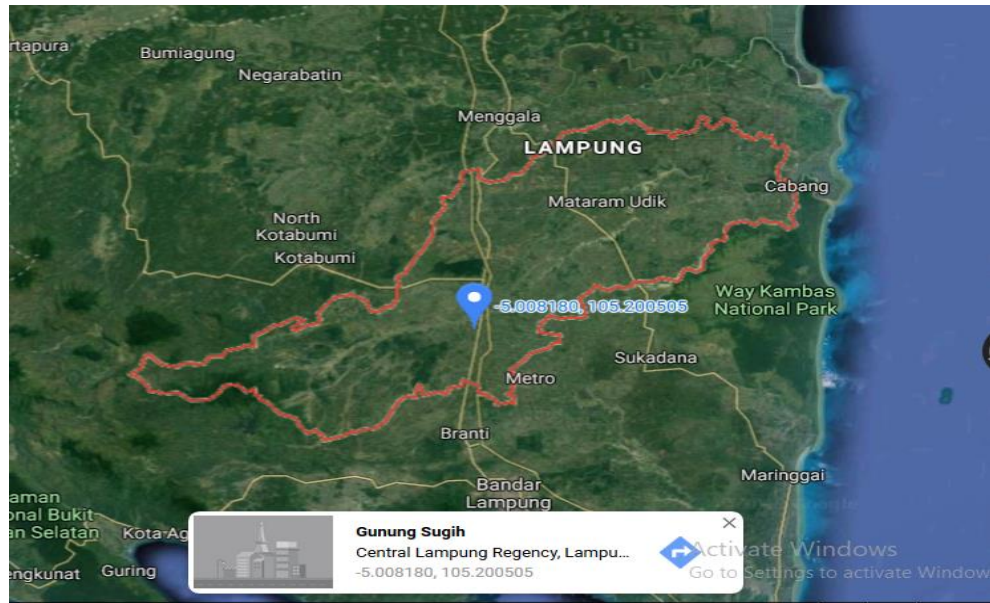 rtapura
Bumiagung
Negarabatin
Menggala
LAMPUNG
Cabang
Mataram Udik
North
Kotabumi
Kotabumi
Way Kambas
National Park
-5.008180, 105.200505
Sukadana
Metro
Branti
Maringgai
Bandar
Lampung
aman
onal Bukit
an Selatan
Kota Ag
engkunat
Guring
8
Google
Gunung Sugih
Central Lampung Regency, Lampu...
-5.008180, 105.200505
Activate Windows
Go to Settings to activate Window